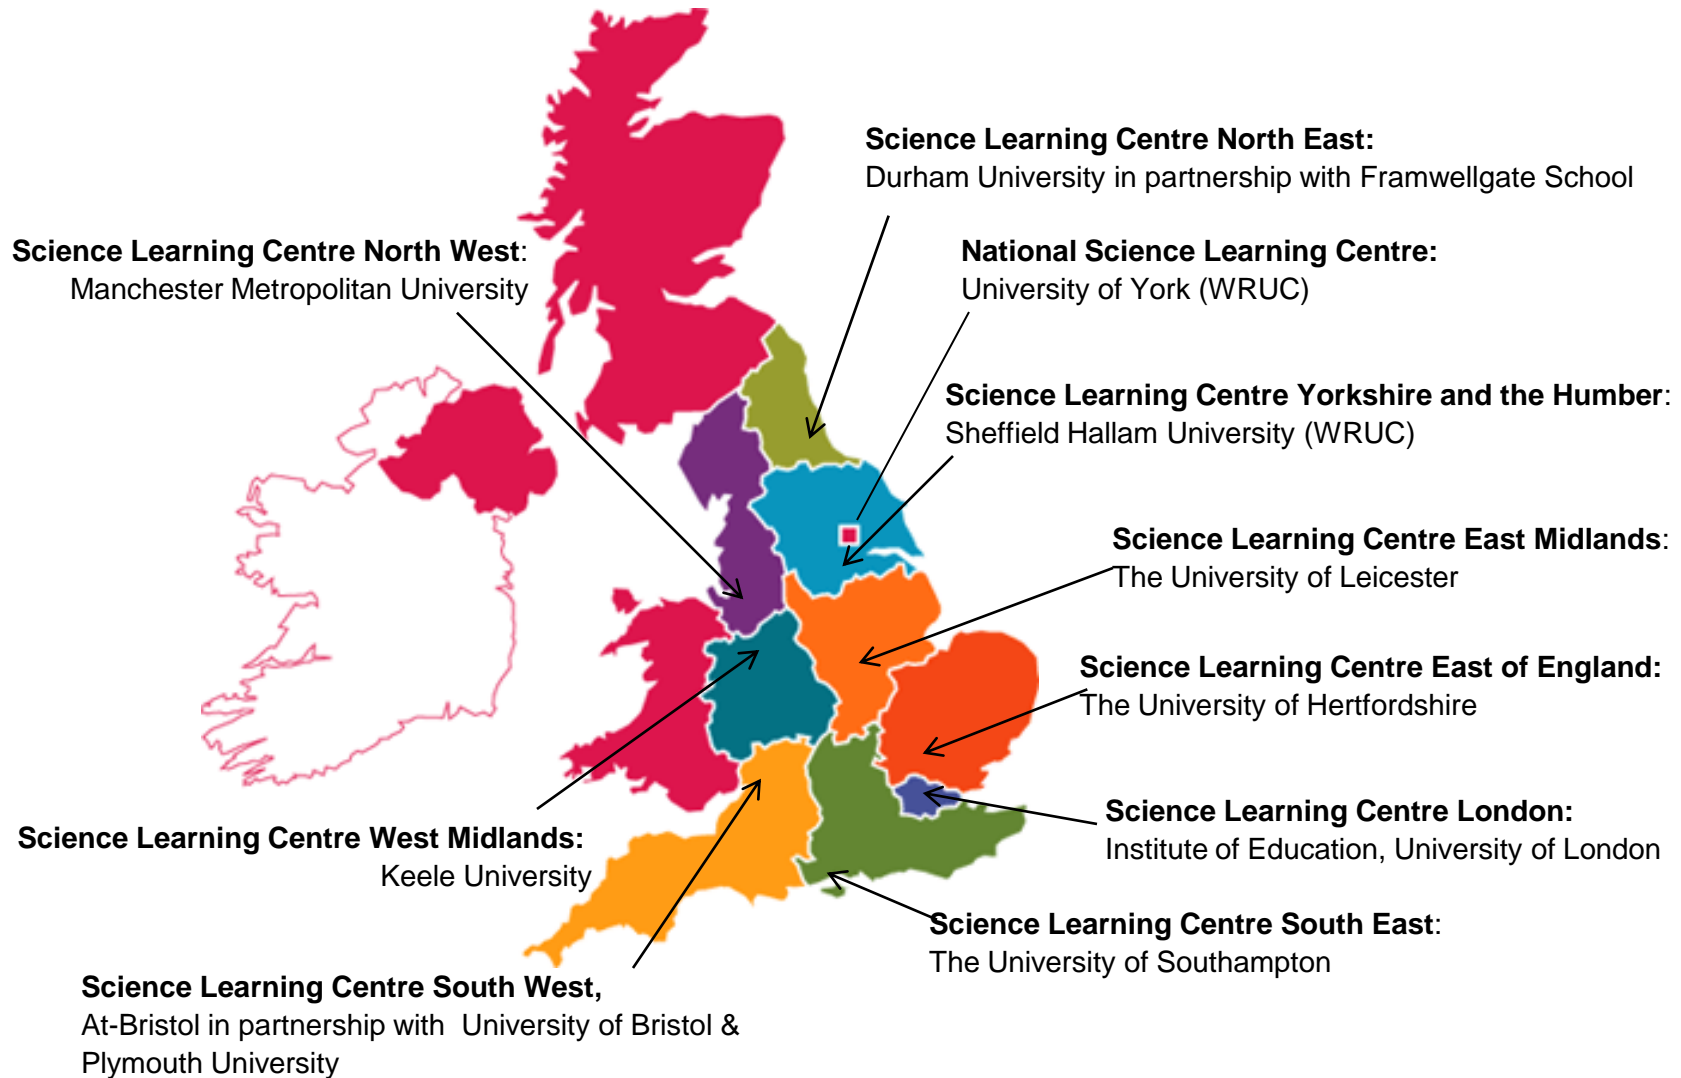 Science Learning Centre North East:
Durham University in partnership with Framwellgate School
Science Learning Centre North West:
Manchester Metropolitan University
National Science Learning Centre:
University of York (WRUC)
Science Learning Centre Yorkshire and the Humber:
Sheffield Hallam University (WRUC)
Science Learning Centre East Midlands:
The University of Leicester
Science Learning Centre East of England:
The University of Hertfordshire
Science Learning Centre London:
Institute of Education, University of London
Science Learning Centre West Midlands:
Keele University
Science Learning Centre South East:
The University of Southampton
Science Learning Centre South West,
At-Bristol in partnership with  University of Bristol &
Plymouth University